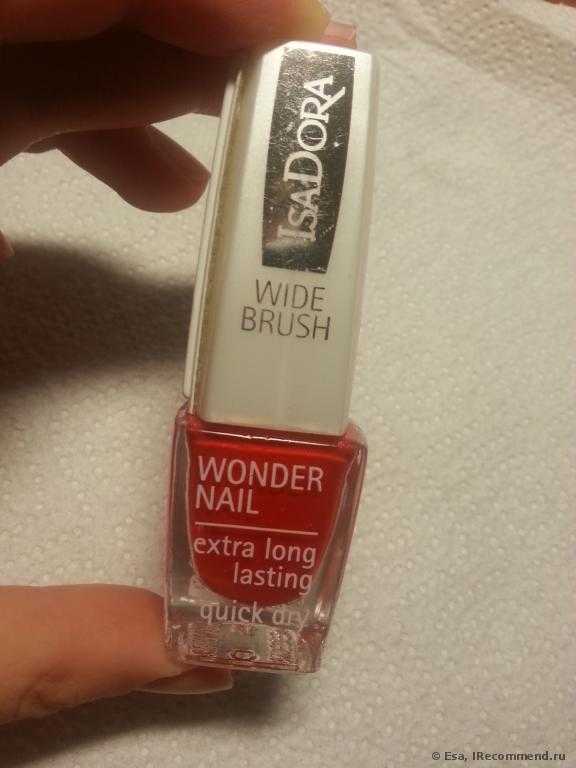 ISADORA
WIDE
BRUSH
WONDER
NAIL
extra long
lasting
quick dry
© Esa, IRecommend.ru